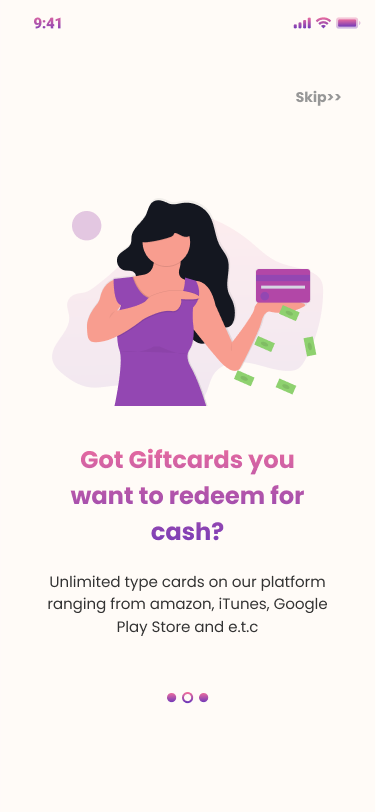 9:41
Skip>>
Got Giftcards you
want to redeem for
cash?
Unlimited type cards on our platform
ranging from amazon, iTunes, Google
Play Store and e.t.c